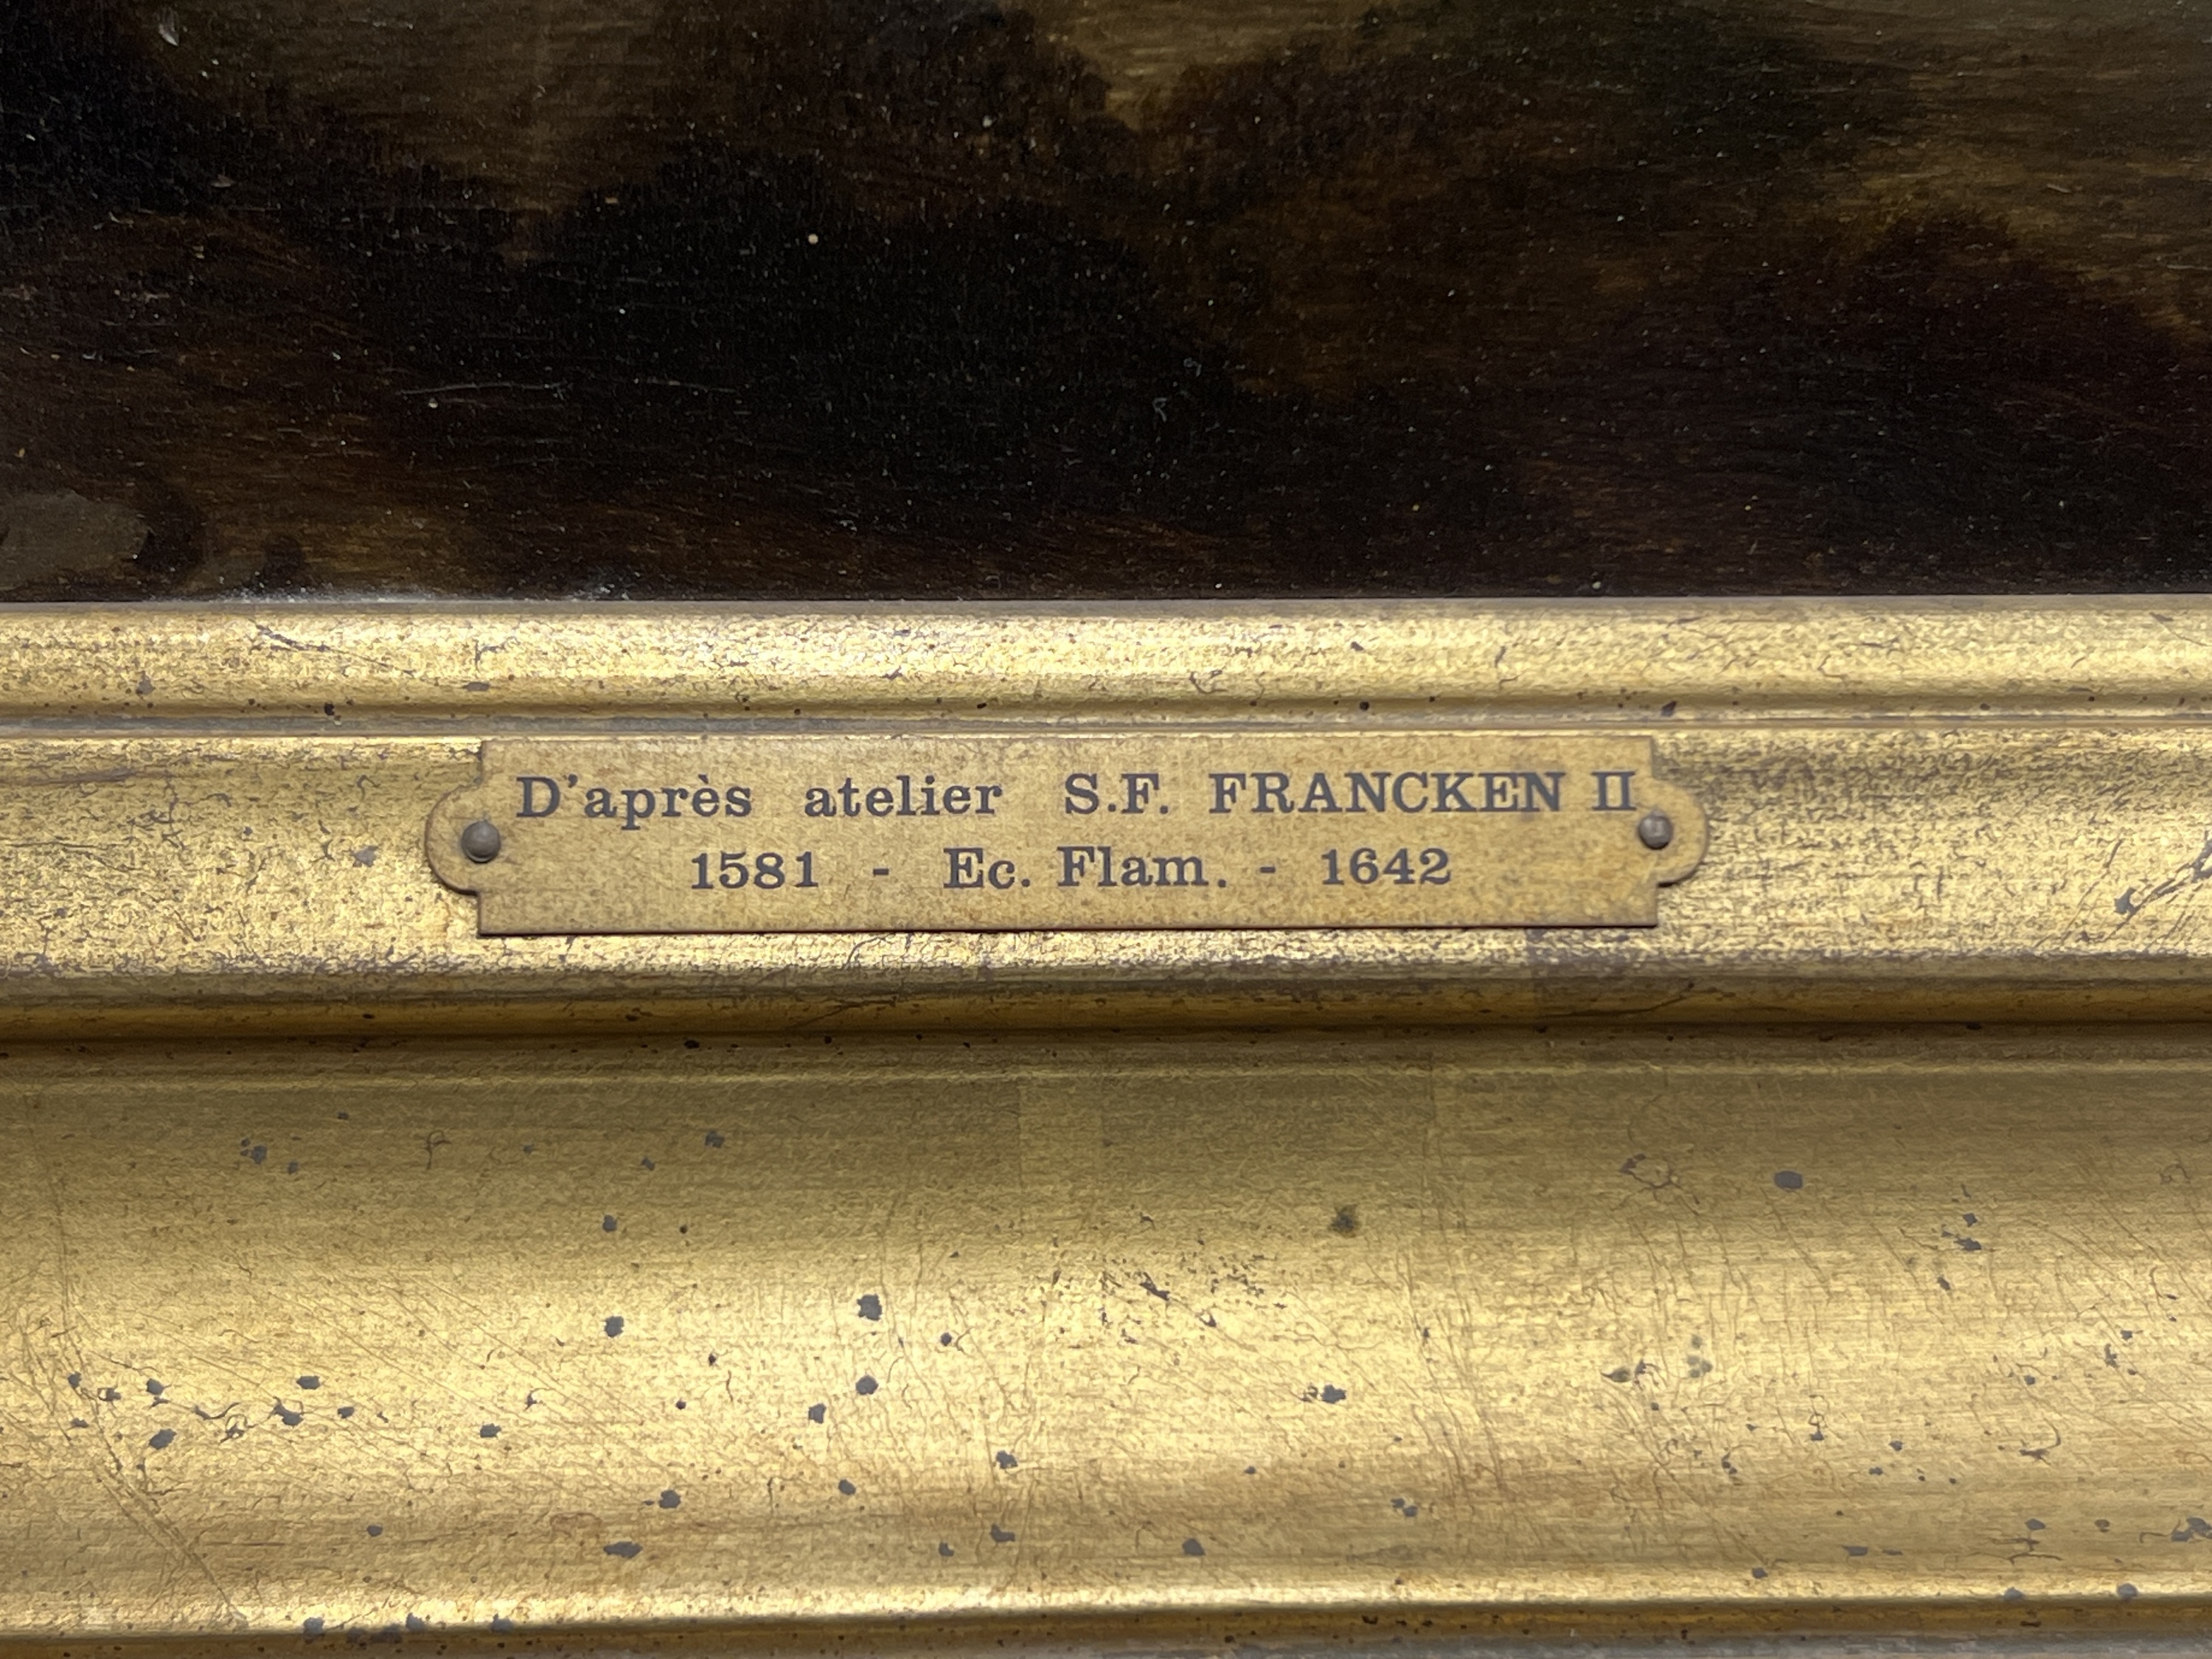 D'après atelier S.F. FRANCKEN II
1581 - Ec. Flam. - 1642